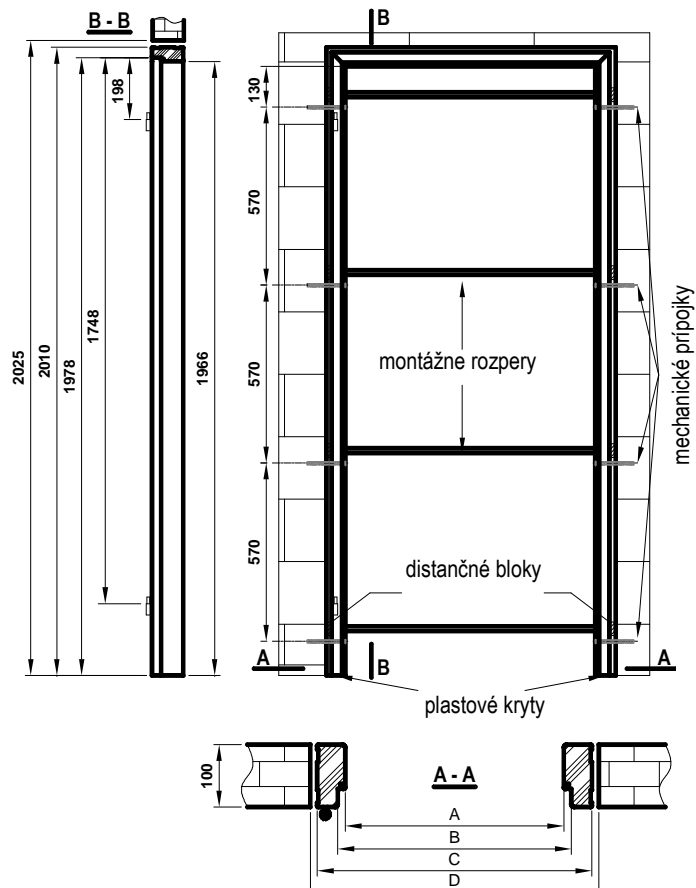 B - B
B
198
130
570
1748
2025
2010
1978
1966
570
montážne rozpery
mechanické prípojky
570
distančné bloky
A
B
A
plastové kryty
100
A - A
A
B
C
D